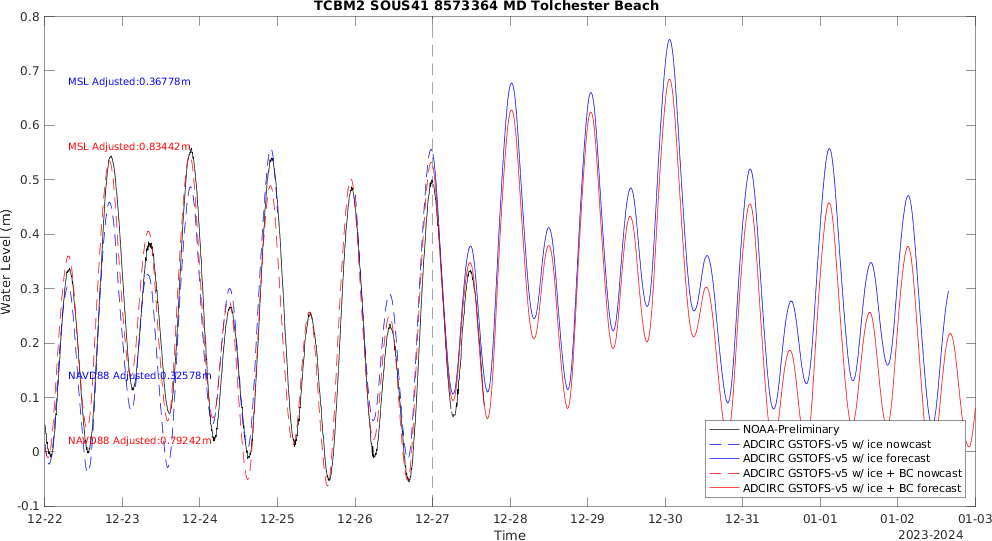 TCBM2 SOUS41 8573364 MD Tolchester Beach
0.8
0.7
0.6
0.5
0.4
0.3
0.2
0.1
0
-0.1
Water Level (m)
MSL Adjusted:0.36778m
MSL Adjusted:0.83442m
NAVD88 Adjusted:0.32578m
NAVD88 Adjusted:0.79242m
NOAA-Preliminary
ADCIRC GSTOFS-v5 w/ ice nowcast
ADCIRC GSTOFS-v5 w/ ice forecast
ADCIRC GSTOFS-v5 w/ ice + BC nowcast
ADCIRC GSTOFS-v5 w/ ice + BC forecast
12-22 12-23 12-24 12-25 12-26 12-27 12-28 12-29 12-30 12-31 01-01 01-02 01-03
Time
2023-2024